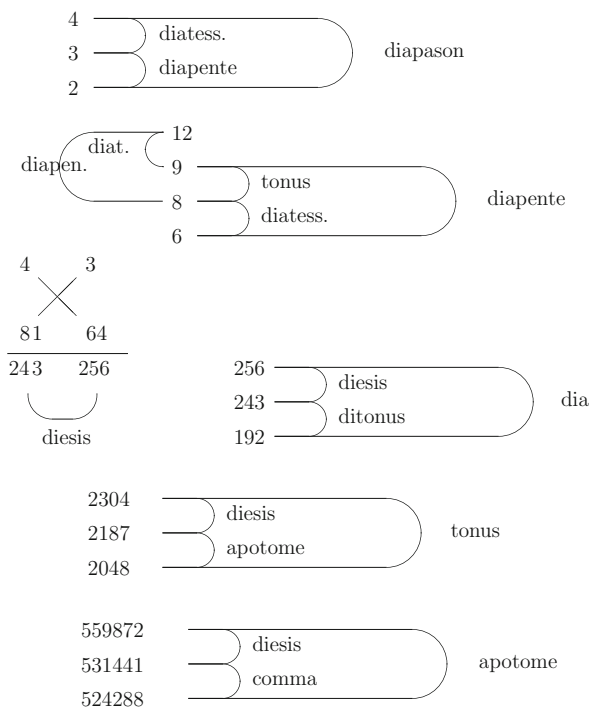 4
diatess.
3 diapason
diapente
2
12
diat.
diapen. 9
tonus
8 diapente
diatess.
6
4 3
81 64
243 256
diesis
256
diesis
243 dia
ditonus
192
2304
diesis
2187 tonus
apotome
2048
559872
diesis
531441 apotome
comma
524288